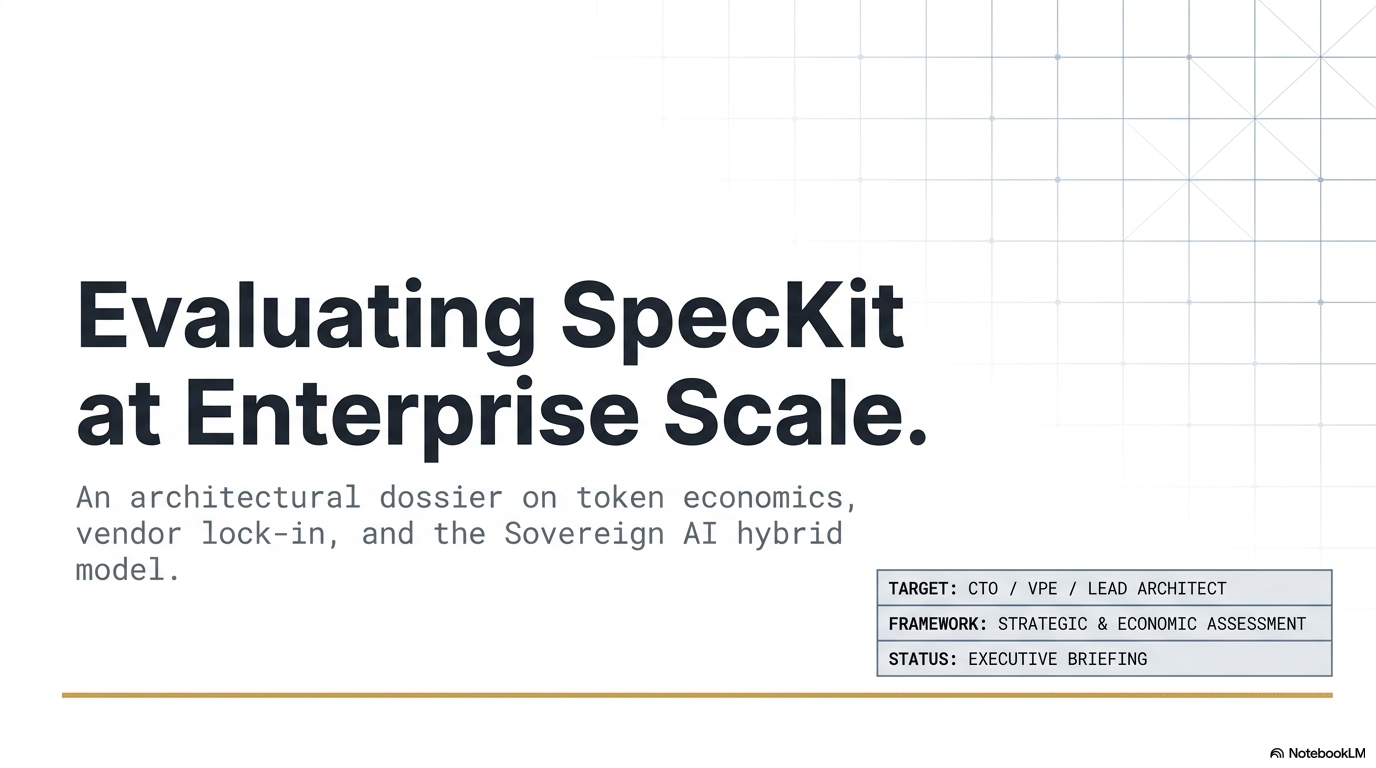 Evaluating SpecKit
at Enterprise Scale.
An architectural dossier on token economics,
vendor lock-in, and the Sovereign AI hybrid
model.
TARGET: CTO / VPE / LEAD ARCHITECT
FRAMEWORK: STRATEGIC & ECONOMIC ASSESSMENT
STATUS: EXECUTIVE BRIEFING
NotebookLM